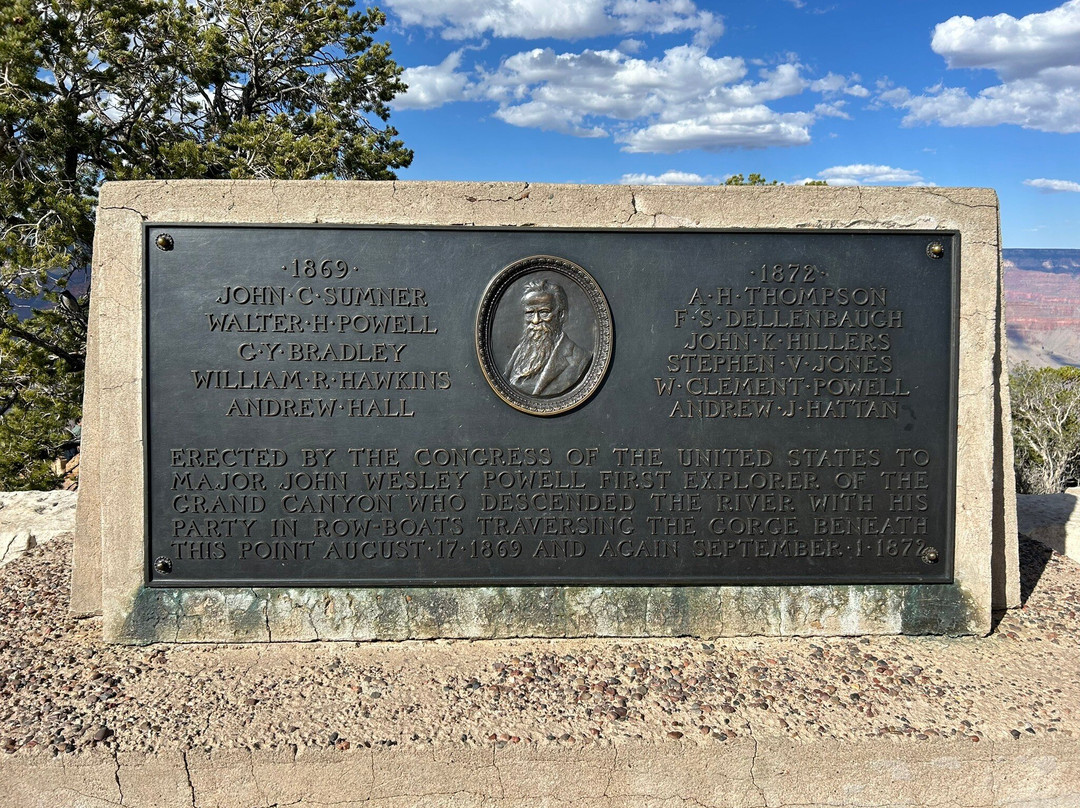 ·1869·
JOHN·C·SUMNER
WALTER·H·POWELL
G·Y·BRADLEY
WILLIAM·R·HAWKINS
ANDREW·HALL
·1872·
A·H·THOMPSON
F·S·DELLENBAUGH
JOHN·K·HILLERS
STEPHEN·V·JONES
W·CLEMENT·POWELL
ANDREW·J·HATTAN
ERECTED BY THE CONGRESS OF THE UNITED STATES TO
MAJOR JOHN WESLEY POWELL FIRST EXPLORER OF THE
GRAND CANYON WHO DESCENDED THE RIVER WITH HIS
PARTY IN ROW-BOATS TRAVERSING THE GORGE BENEATH
THIS POINT AUGUST·17·1869 AND AGAIN SEPTEMBER·1·1872